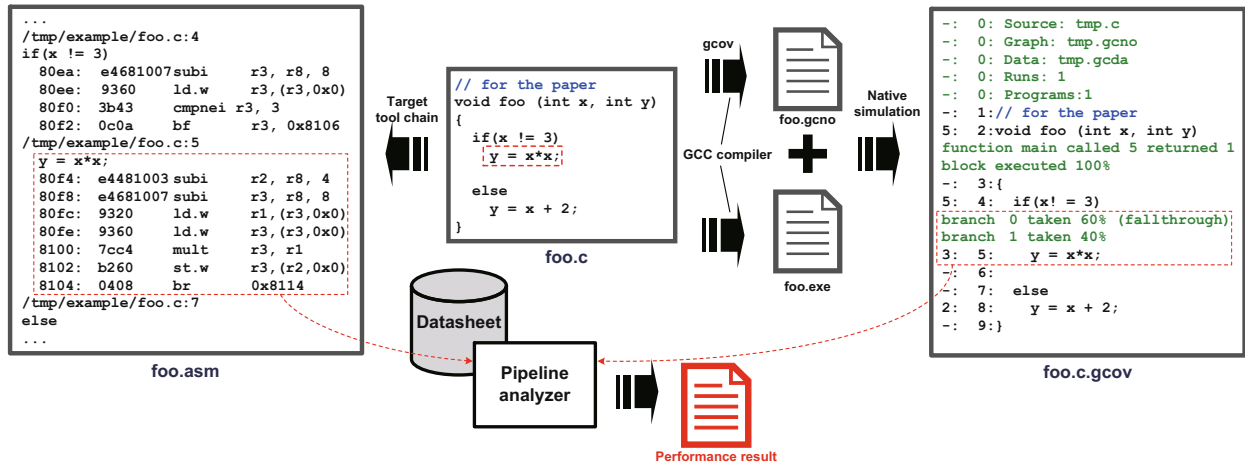 ...
/tmp/example/foo.c:4
if(x != 3)
80ea: e4681007 subi r3, r8, 8
80ee: 9360 ld.w r3,(r3,0x0)
80f0: 3b43 cmpnei r3, 3
80f2: 0c0a bf r3, 0x8106
/tmp/example/foo.c:5
y = x*x;
80f4: e4481003 subi r2, r8, 4
80f8: e4681007 subi r3, r8, 8
80fc: 9320 ld.w r1,(r3,0x0)
80fe: 9360 ld.w r3,(r3,0x0)
8100: 7cc4 mult r3, r1
8102: b260 st.w r3,(r2,0x0)
8104: 0408 br 0x8114
/tmp/example/foo.c:7
else
...
foo.asm
Target
tool chain
// for the paper
void foo (int x, int y)
{
if(x != 3)
y = x*x;
else
y = x + 2;
}
foo.c
gcov
GCC compiler
foo.gcno
foo.exe
Native
simulation
-: 0: Source: tmp.c
-: 0: Graph: tmp.gcno
-: 0: Data: tmp.gcda
-: 0: Runs: 1
-: 0: Programs:1
-: 1:// for the paper
5: 2:void foo (int x, int y)
function main called 5 returned 1
block executed 100%
-: 3:{
5: 4: if(x! = 3)
branch 0 taken 60% (fallthrough)
branch 1 taken 40%
3: 5: y = x*x;
-: 6:
-: 7: else
2: 8: y = x + 2;
-: 9:}
foo.c.gcov
Datasheet
Pipeline
analyzer
Performance result